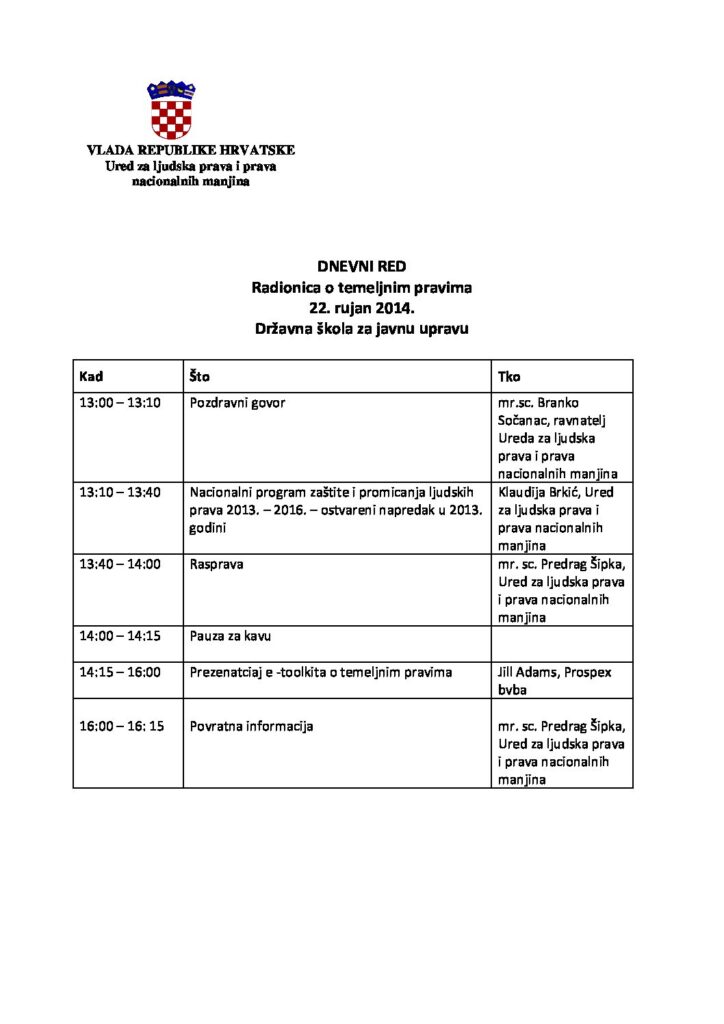 VLADA REPUBLIKE HRVATSKE
Ured za ljudska prava i prava
nacionalnih manjina
DNEVNI RED
Radionica o temeljnim pravima
22. rujan 2014.
Državna škola za javnu upravu
Kad Što Tko
13:00 – 13:10 Pozdravni govor mr.sc. Branko
Sočanac, ravnatelj
Ureda za ljudska
prava i prava
nacionalnih manjina
13:10 – 13:40 Nacionalni program zaštite i promicanja ljudskih Klaudija Brkić, Ured
prava 2013. – 2016. – ostvareni napredak u 2013. za ljudska prava i
godini prava nacionalnih
manjina
13:40 – 14:00 Rasprava mr. sc. Predrag Šipka,
Ured za ljudska prava
i prava nacionalnih
manjina
14:00 – 14:15 Pauza za kavu
14:15 – 16:00 Prezenatciaj e -toolkita o temeljnim pravima Jill Adams, Prospex
bvba
16:00 – 16: 15 Povratna informacija mr. sc. Predrag Šipka,
Ured za ljudska prava
i prava nacionalnih
manjina